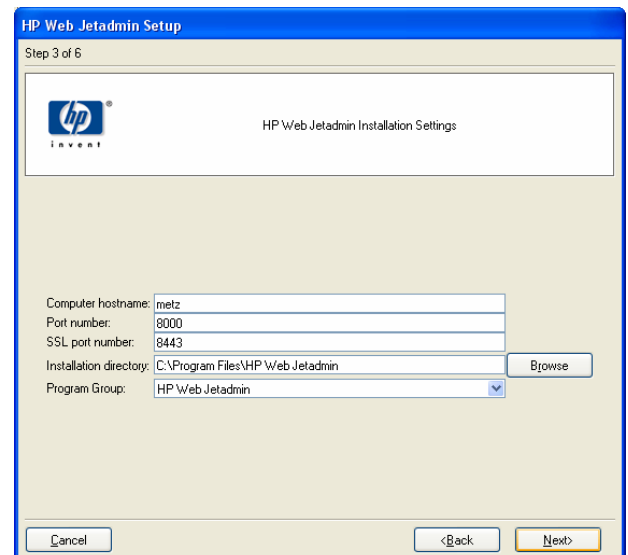 HP Web Jetadmin Setup
Step 3 of 6
hp
®
invent
HP Web Jetadmin Installation Settings
Computer hostname: metz
Port number: 8000
SSL port number: 8443
Installation directory: C:\Program Files\HP Web Jetadmin Browse
Program Group: HP Web Jetadmin
Cancel <Back Next>